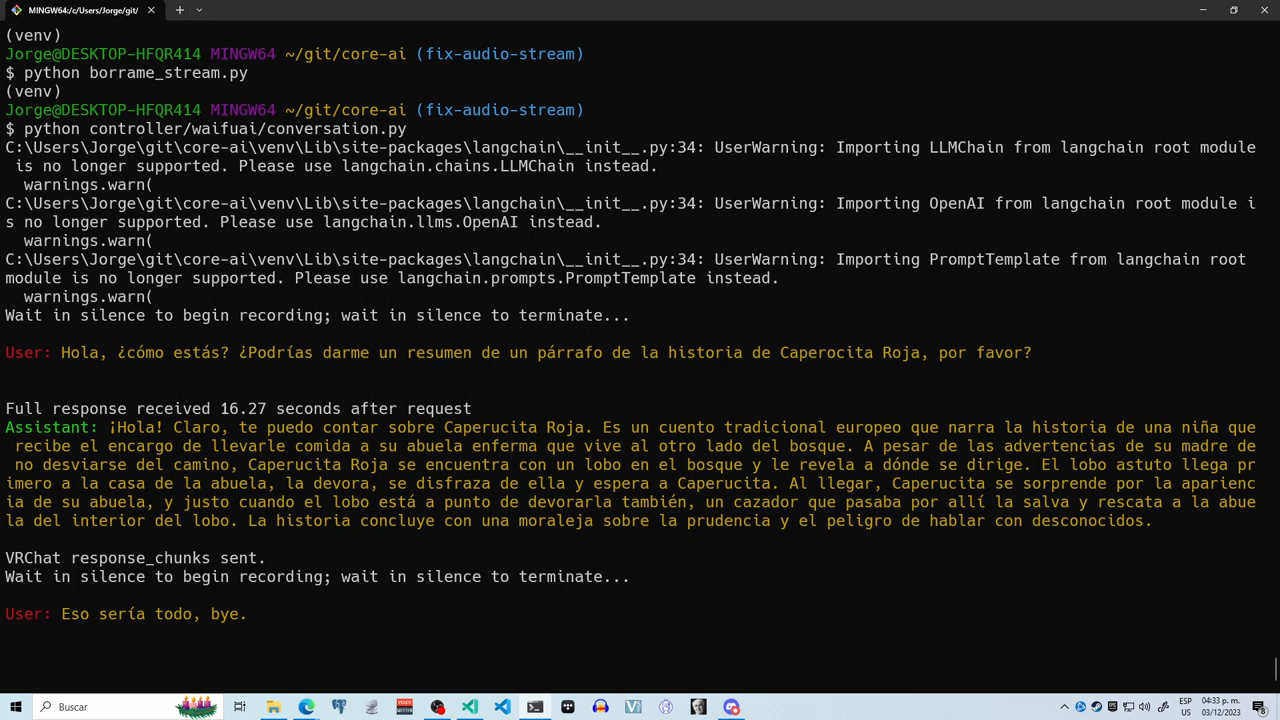 MINGW64:/c/Users/Jorge/git/
(venv)
Jorge@DESKTOP-HFQR414 MINGW64 ~/git/core-ai (fix-audio-stream)
$ python borrame_stream.py
(venv)
Jorge@DESKTOP-HFQR414 MINGW64 ~/git/core-ai (fix-audio-stream)
$ python controller/waifuai/conversation.py
C:\Users\Jorge\git\core-ai\venv\Lib\site-packages\langchain\__init__.py:34: UserWarning: Importing LLMChain from langchain root module
 is no longer supported. Please use langchain.chains.LLMChain instead.
  warnings.warn(
C:\Users\Jorge\git\core-ai\venv\Lib\site-packages\langchain\__init__.py:34: UserWarning: Importing OpenAI from langchain root module i
s no longer supported. Please use langchain.llms.OpenAI instead.
  warnings.warn(
C:\Users\Jorge\git\core-ai\venv\Lib\site-packages\langchain\__init__.py:34: UserWarning: Importing PromptTemplate from langchain root
module is no longer supported. Please use langchain.prompts.PromptTemplate instead.
  warnings.warn(
Wait in silence to begin recording; wait in silence to terminate...
User: Hola, ¿cómo estás? ¿Podrías darme un resumen de un párrafo de la historia de Caperocita Roja, por favor?
Full response received 16.27 seconds after request
Assistant: ¡Hola! Claro, te puedo contar sobre Caperucita Roja. Es un cuento tradicional europeo que narra la historia de una niña que
 recibe el encargo de llevarle comida a su abuela enferma que vive al otro lado del bosque. A pesar de las advertencias de su madre de
 no desviarse del camino, Caperucita Roja se encuentra con un lobo en el bosque y le revela a dónde se dirige. El lobo astuto llega pr
imero a la casa de la abuela, la devora, se disfraza de ella y espera a Caperucita. Al llegar, Caperucita se sorprende por la aparienc
ia de su abuela, y justo cuando el lobo está a punto de devorarla también, un cazador que pasaba por allí la salva y rescata a la abue
la del interior del lobo. La historia concluye con una moraleja sobre la prudencia y el peligro de hablar con desconocidos.
VRChat response_chunks sent.
Wait in silence to begin recording; wait in silence to terminate...
User: Eso sería todo, bye.
Buscar
ESP
US
04:33 p. m.
03/12/2023